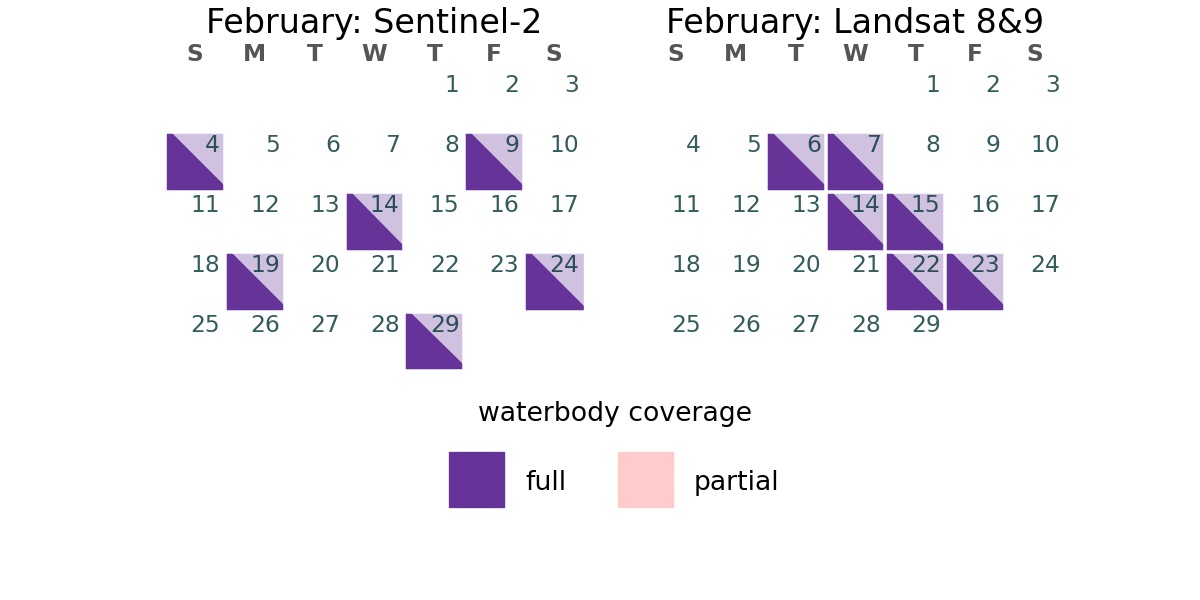 February: Sentinel-2
S M T W T F S
1 2 3
4 5 6 7 8 9 10
11 12 13 14 15 16 17
18 19 20 21 22 23 24
25 26 27 28 29
February: Landsat 8&9
S M T W T F S
1 2 3
4 5 6 7 8 9 10
11 12 13 14 15 16 17
18 19 20 21 22 23 24
25 26 27 28 29
waterbody coverage
full partial